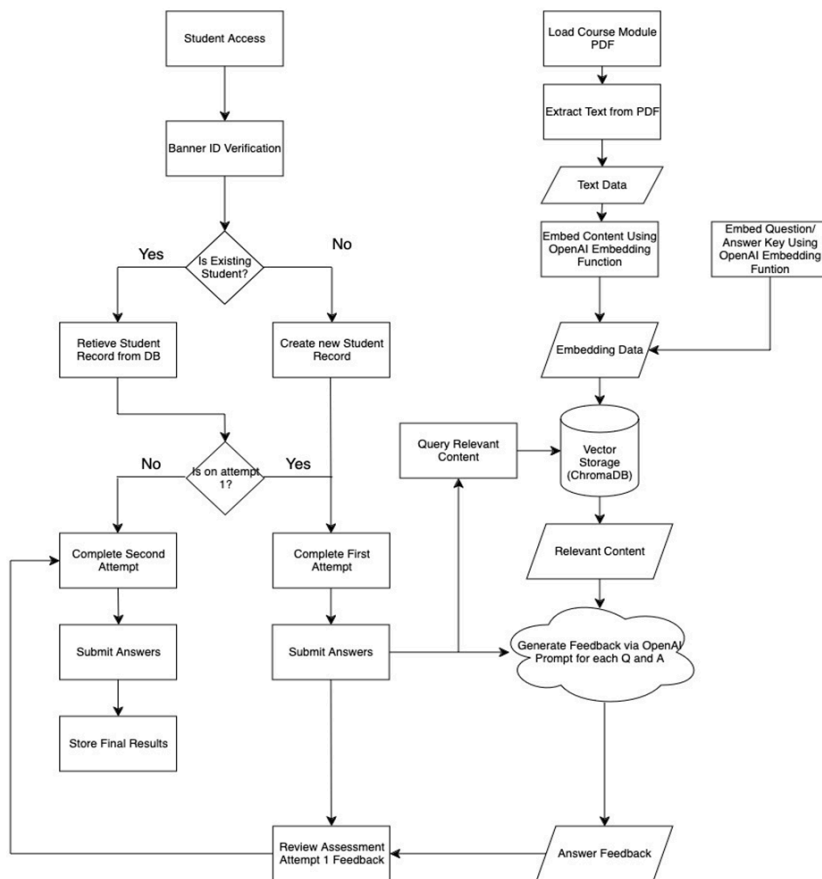 Student Access
Banner ID Verification
Is Existing
Student?
Yes
No
Retieve Student
Record from DB
Create new Student
Record
Is on attempt
1?
No
Yes
Complete Second
Attempt
Complete First
Attempt
Submit Answers
Submit Answers
Store Final Results
Review Assessment
Attempt 1 Feedback
Load Course Module
PDF
Extract Text from PDF
Text Data
Embed Content Using
OpenAI Embedding
Function
Embed Question/
Answer Key Using
OpenAI Embedding
Funtion
Embedding Data
Query Relevant
Content
Vector
Storage
(ChromaDB)
Relevant Content
Generate Feedback via OpenAI
Prompt for each Q and A
Answer Feedback